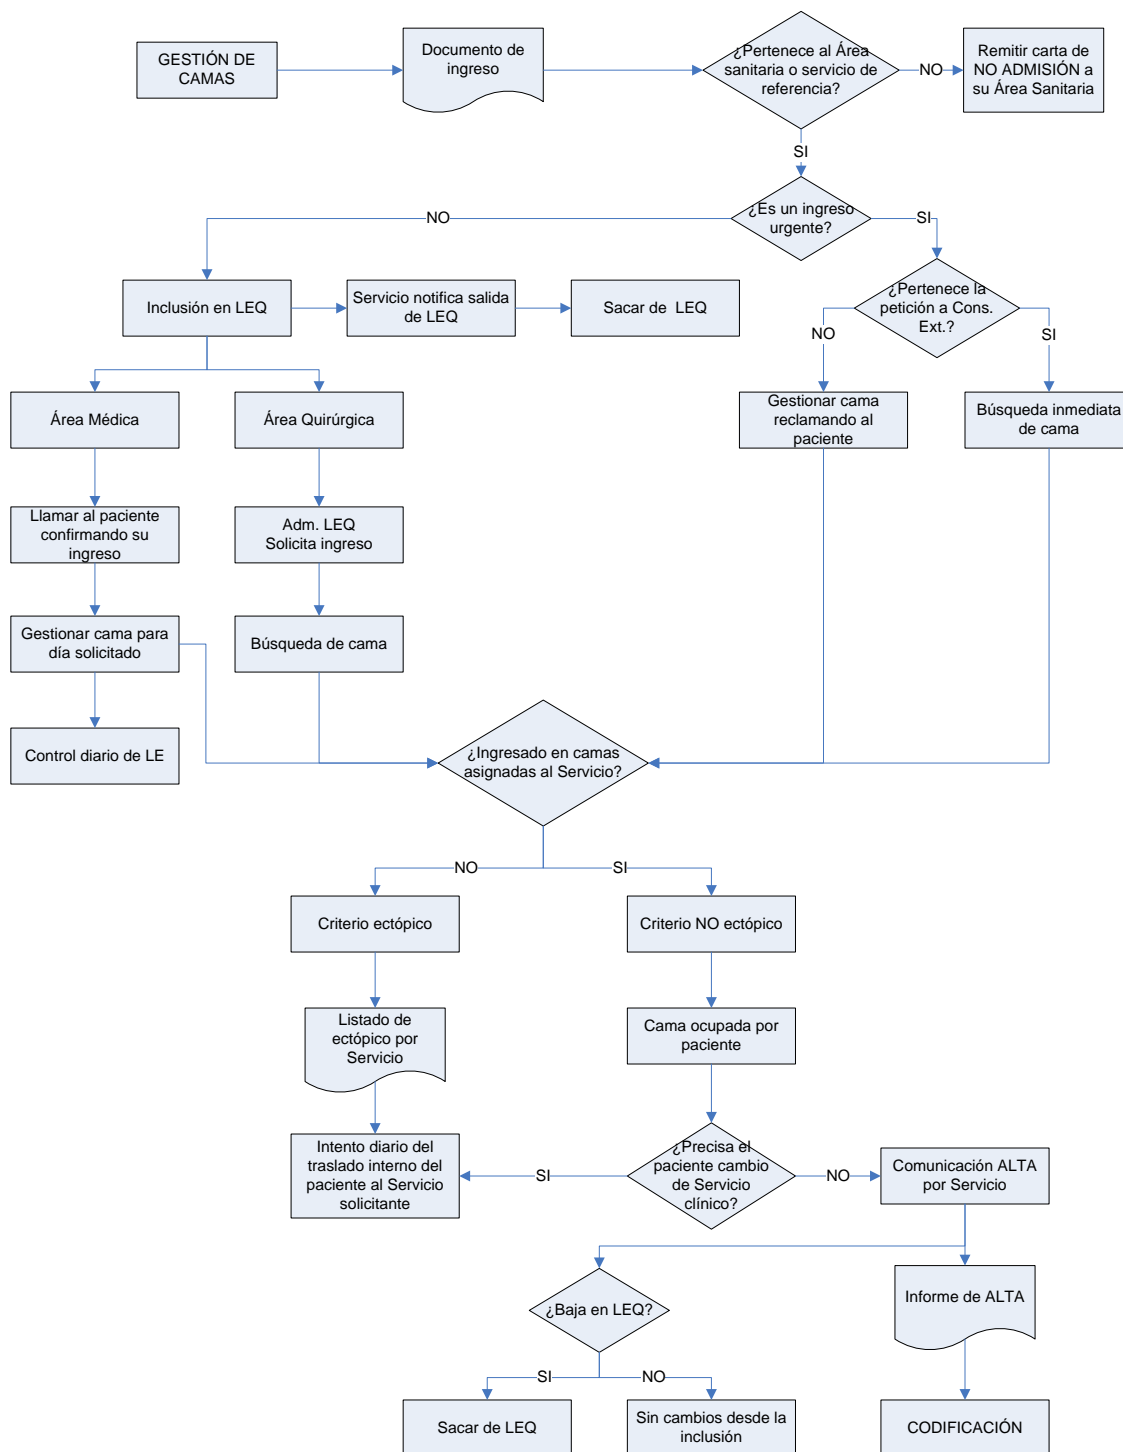 GESTIÓN DE
CAMAS
Documento de
ingreso
¿Pertenece al Área
sanitaria o servicio de
referencia?
NO
Remitir carta de
NO ADMISIÓN a
su Área Sanitaria
SI
¿Es un ingreso
urgente?
NO
SI
Inclusión en LEQ
Servicio notifica salida
de LEQ
Sacar de  LEQ
¿Pertenece la
petición a Cons.
Ext.?
NO
SI
Área Médica
Área Quirúrgica
Gestionar cama
reclamando al
paciente
Búsqueda inmediata
de cama
Llamar al paciente
confirmando su
ingreso
Adm. LEQ
Solicita ingreso
Gestionar cama para
día solicitado
Búsqueda de cama
Control diario de LE
¿Ingresado en camas
asignadas al Servicio?
NO
SI
Criterio ectópico
Criterio NO ectópico
Listado de
ectópico por
Servicio
Cama ocupada por
paciente
Intento diario del
traslado interno del
paciente al Servicio
solicitante
SI
¿Precisa el
paciente cambio
de Servicio
clínico?
NO
Comunicación ALTA
por Servicio
¿Baja en LEQ?
Informe de ALTA
SI
NO
Sacar de LEQ
Sin cambios desde la
inclusión
CODIFICACIÓN